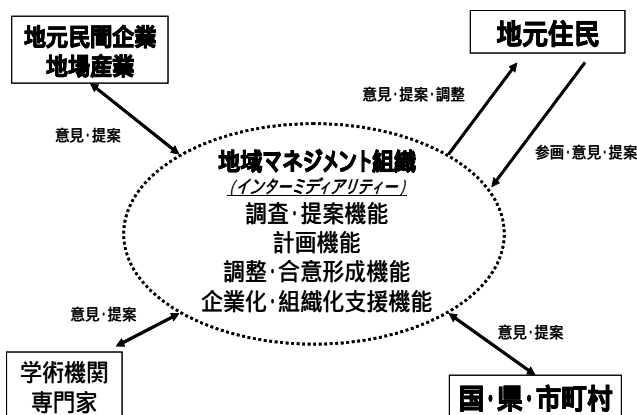 地元民間企業
地場産業
地元住民
意見・提案・調整
意見・提案
参画・意見・提案
地域マネジメント組織
(インターミディアリティー)
調査・提案機能
計画機能
調整・合意形成機能
企業化・組織化支援機能
意見・提案
意見・提案
学術機関
専門家
国・県・市町村